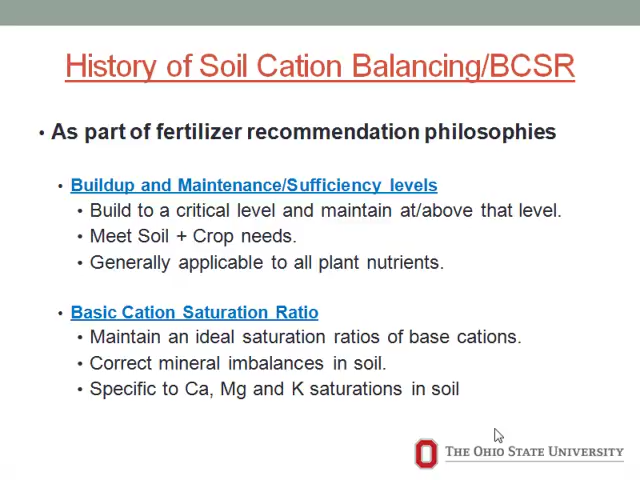 History of Soil Cation Balancing/BCSR
• As part of fertilizer recommendation philosophies
• Buildup and Maintenance/Sufficiency levels
• Build to a critical level and maintain at/above that level.
• Meet Soil + Crop needs.
• Generally applicable to all plant nutrients.
• Basic Cation Saturation Ratio
• Maintain an ideal saturation ratios of base cations.
• Correct mineral imbalances in soil.
• Specific to Ca, Mg and K saturations in soil
THE OHIO STATE UNIVERSITY